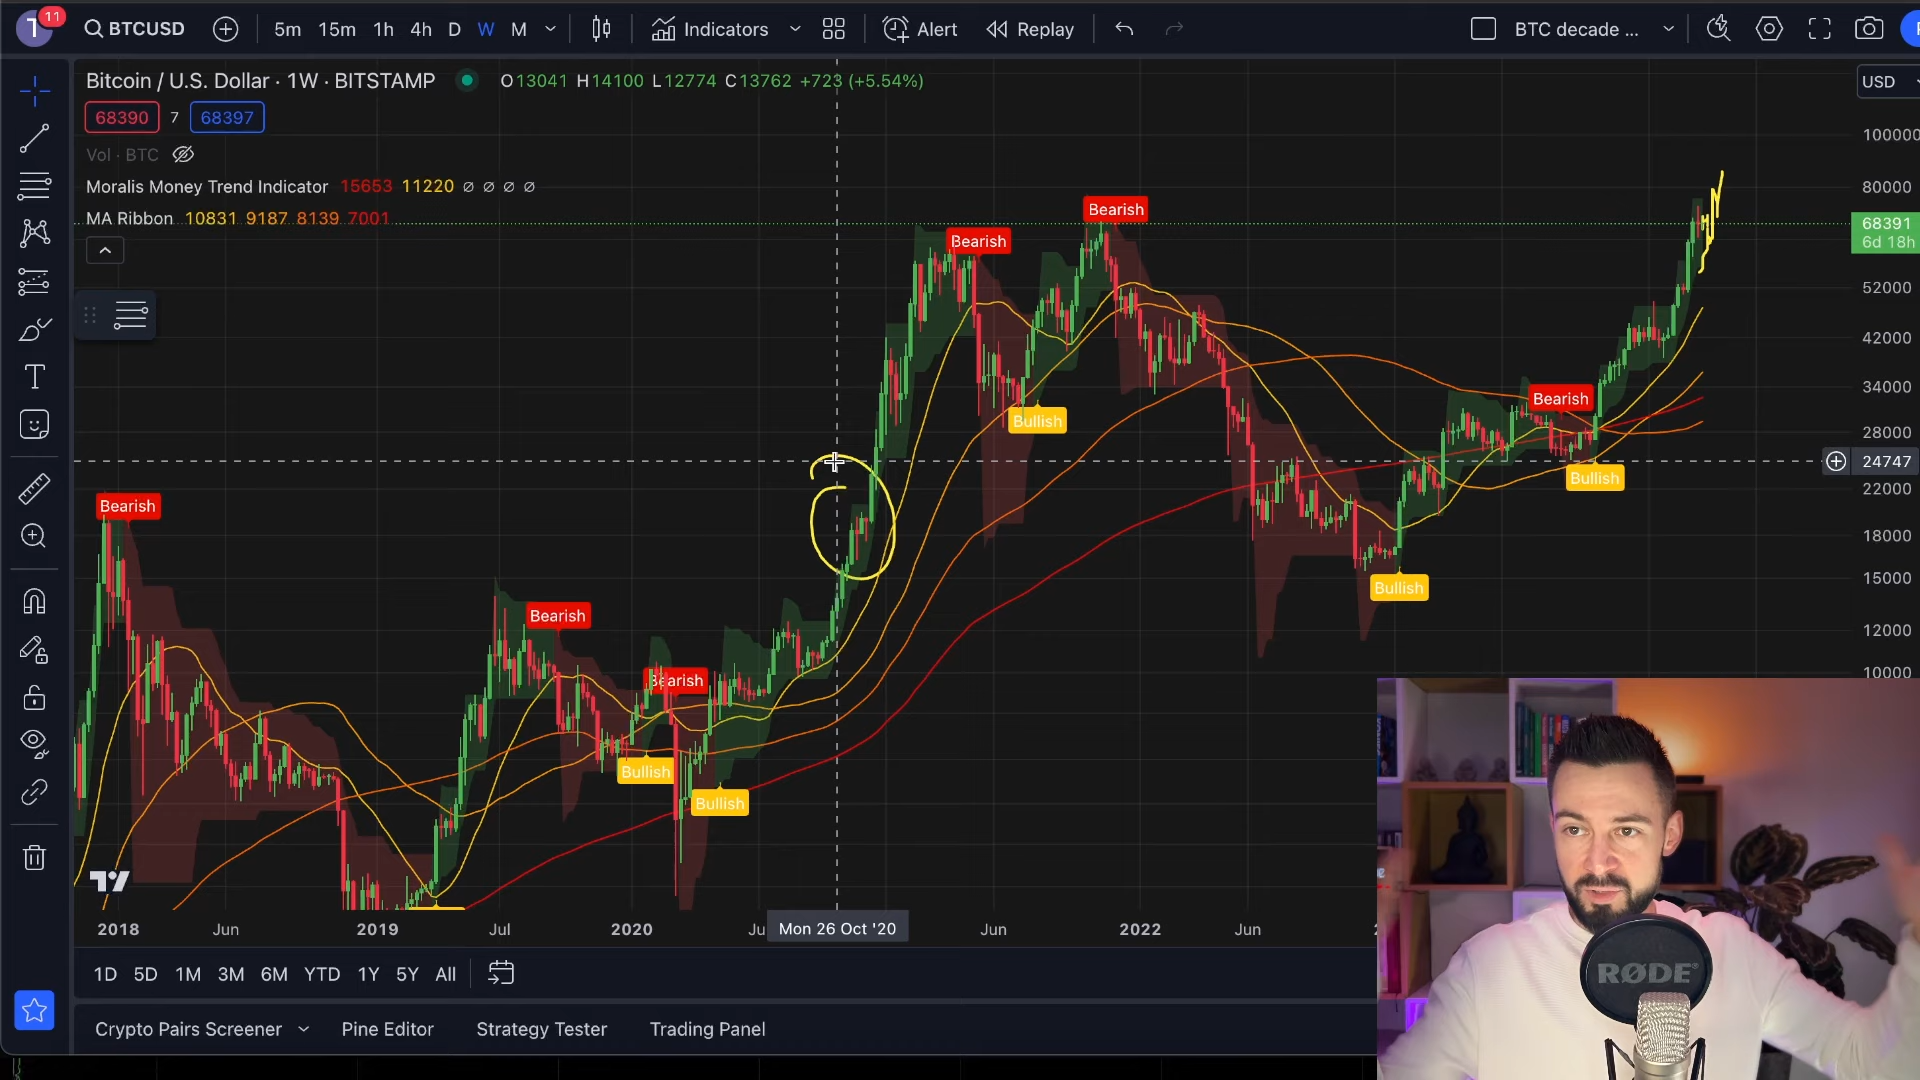 T 11 BTCUSD 5m 15m 1h 4h D W M Indicators Alert Replay BTC decade ...
Bitcoin / U.S. Dollar · 1W · BITSTAMP O13041 H14100 L12774 C13762 +723 (+5.54%) USD
68390 7 68397
Vol · BTC
Moralis Money Trend Indicator 15653 11220 ∅ ∅ ∅ ∅
MA Ribbon 10831 9187 8139 7001
100000
80000
68391
6d 18h
52000
42000
34000
28000
24747
22000
18000
15000
12000
10000
Bearish
Bearish
Bearish
Bullish
Bullish
Bearish
Bearish
Bearish
Bullish
Bullish
Bullish
2018 Jun 2019 Jul 2020 Ju Mon 26 Oct '20 Jun 2022 Jun
1D 5D 1M 3M 6M YTD 1Y 5Y All
Crypto Pairs Screener Pine Editor Strategy Tester Trading Panel
RØDE